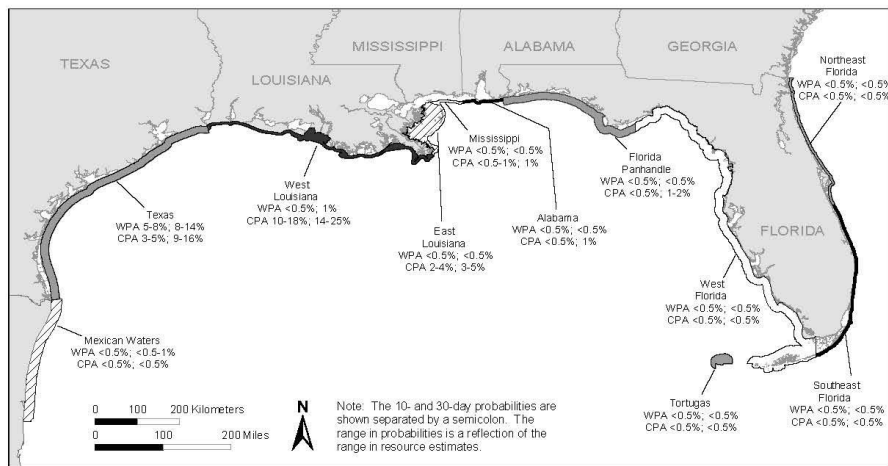 MISSISSIPPI
ALABAMA
GEORGIA
TEXAS
LOUISIANA
FLORIDA
Northeast
Florida
WPA <0.5%; <0.5%
CPA <0.5%; <0.5%
Mississippi
WPA <0.5%; <0.5%
CPA <0.5-1%; 1%
Florida
Panhandle
WPA <0.5%; <0.5%
CPA <0.5%; 1-2%
West
Louisiana
WPA <0.5%; 1%
CPA 10-18%; 14-25%
Texas
WPA 5-8%; 8-14%
CPA 3-5%; 9-16%
East
Louisiana
WPA <0.5%; <0.5%
CPA 2-4%; 3-5%
Alabama
WPA <0.5%; <0.5%
CPA <0.5%; 1%
West
Florida
WPA <0.5%; <0.5%
CPA <0.5%; <0.5%
Mexican Waters
WPA <0.5%; <0.5-1%
CPA <0.5%; <0.5%
Tortugas
WPA <0.5%; <0.5%
CPA <0.5%; <0.5%
Southeast
Florida
WPA <0.5%; <0.5%
CPA <0.5%; <0.5%
0 100 200 Kilometers
0 100 200 Miles
N
Note: The 10- and 30-day probabilities are
shown separated by a semicolon. The
range in probabilities is a reflection of the
range in resource estimates.